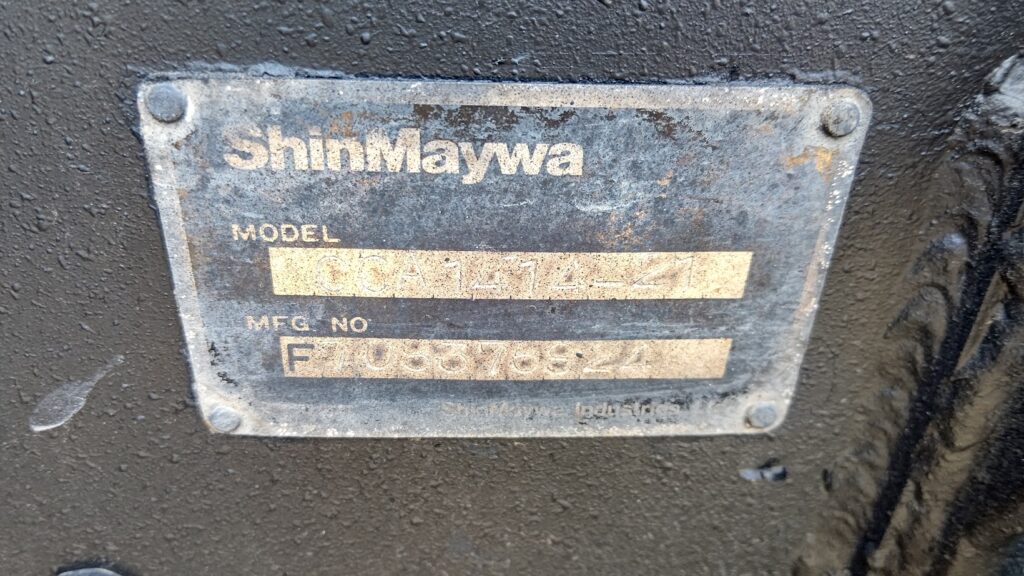 ShinMaywa
MODEL
CCA1414-21
MFG NO
ShinMaywa Industries